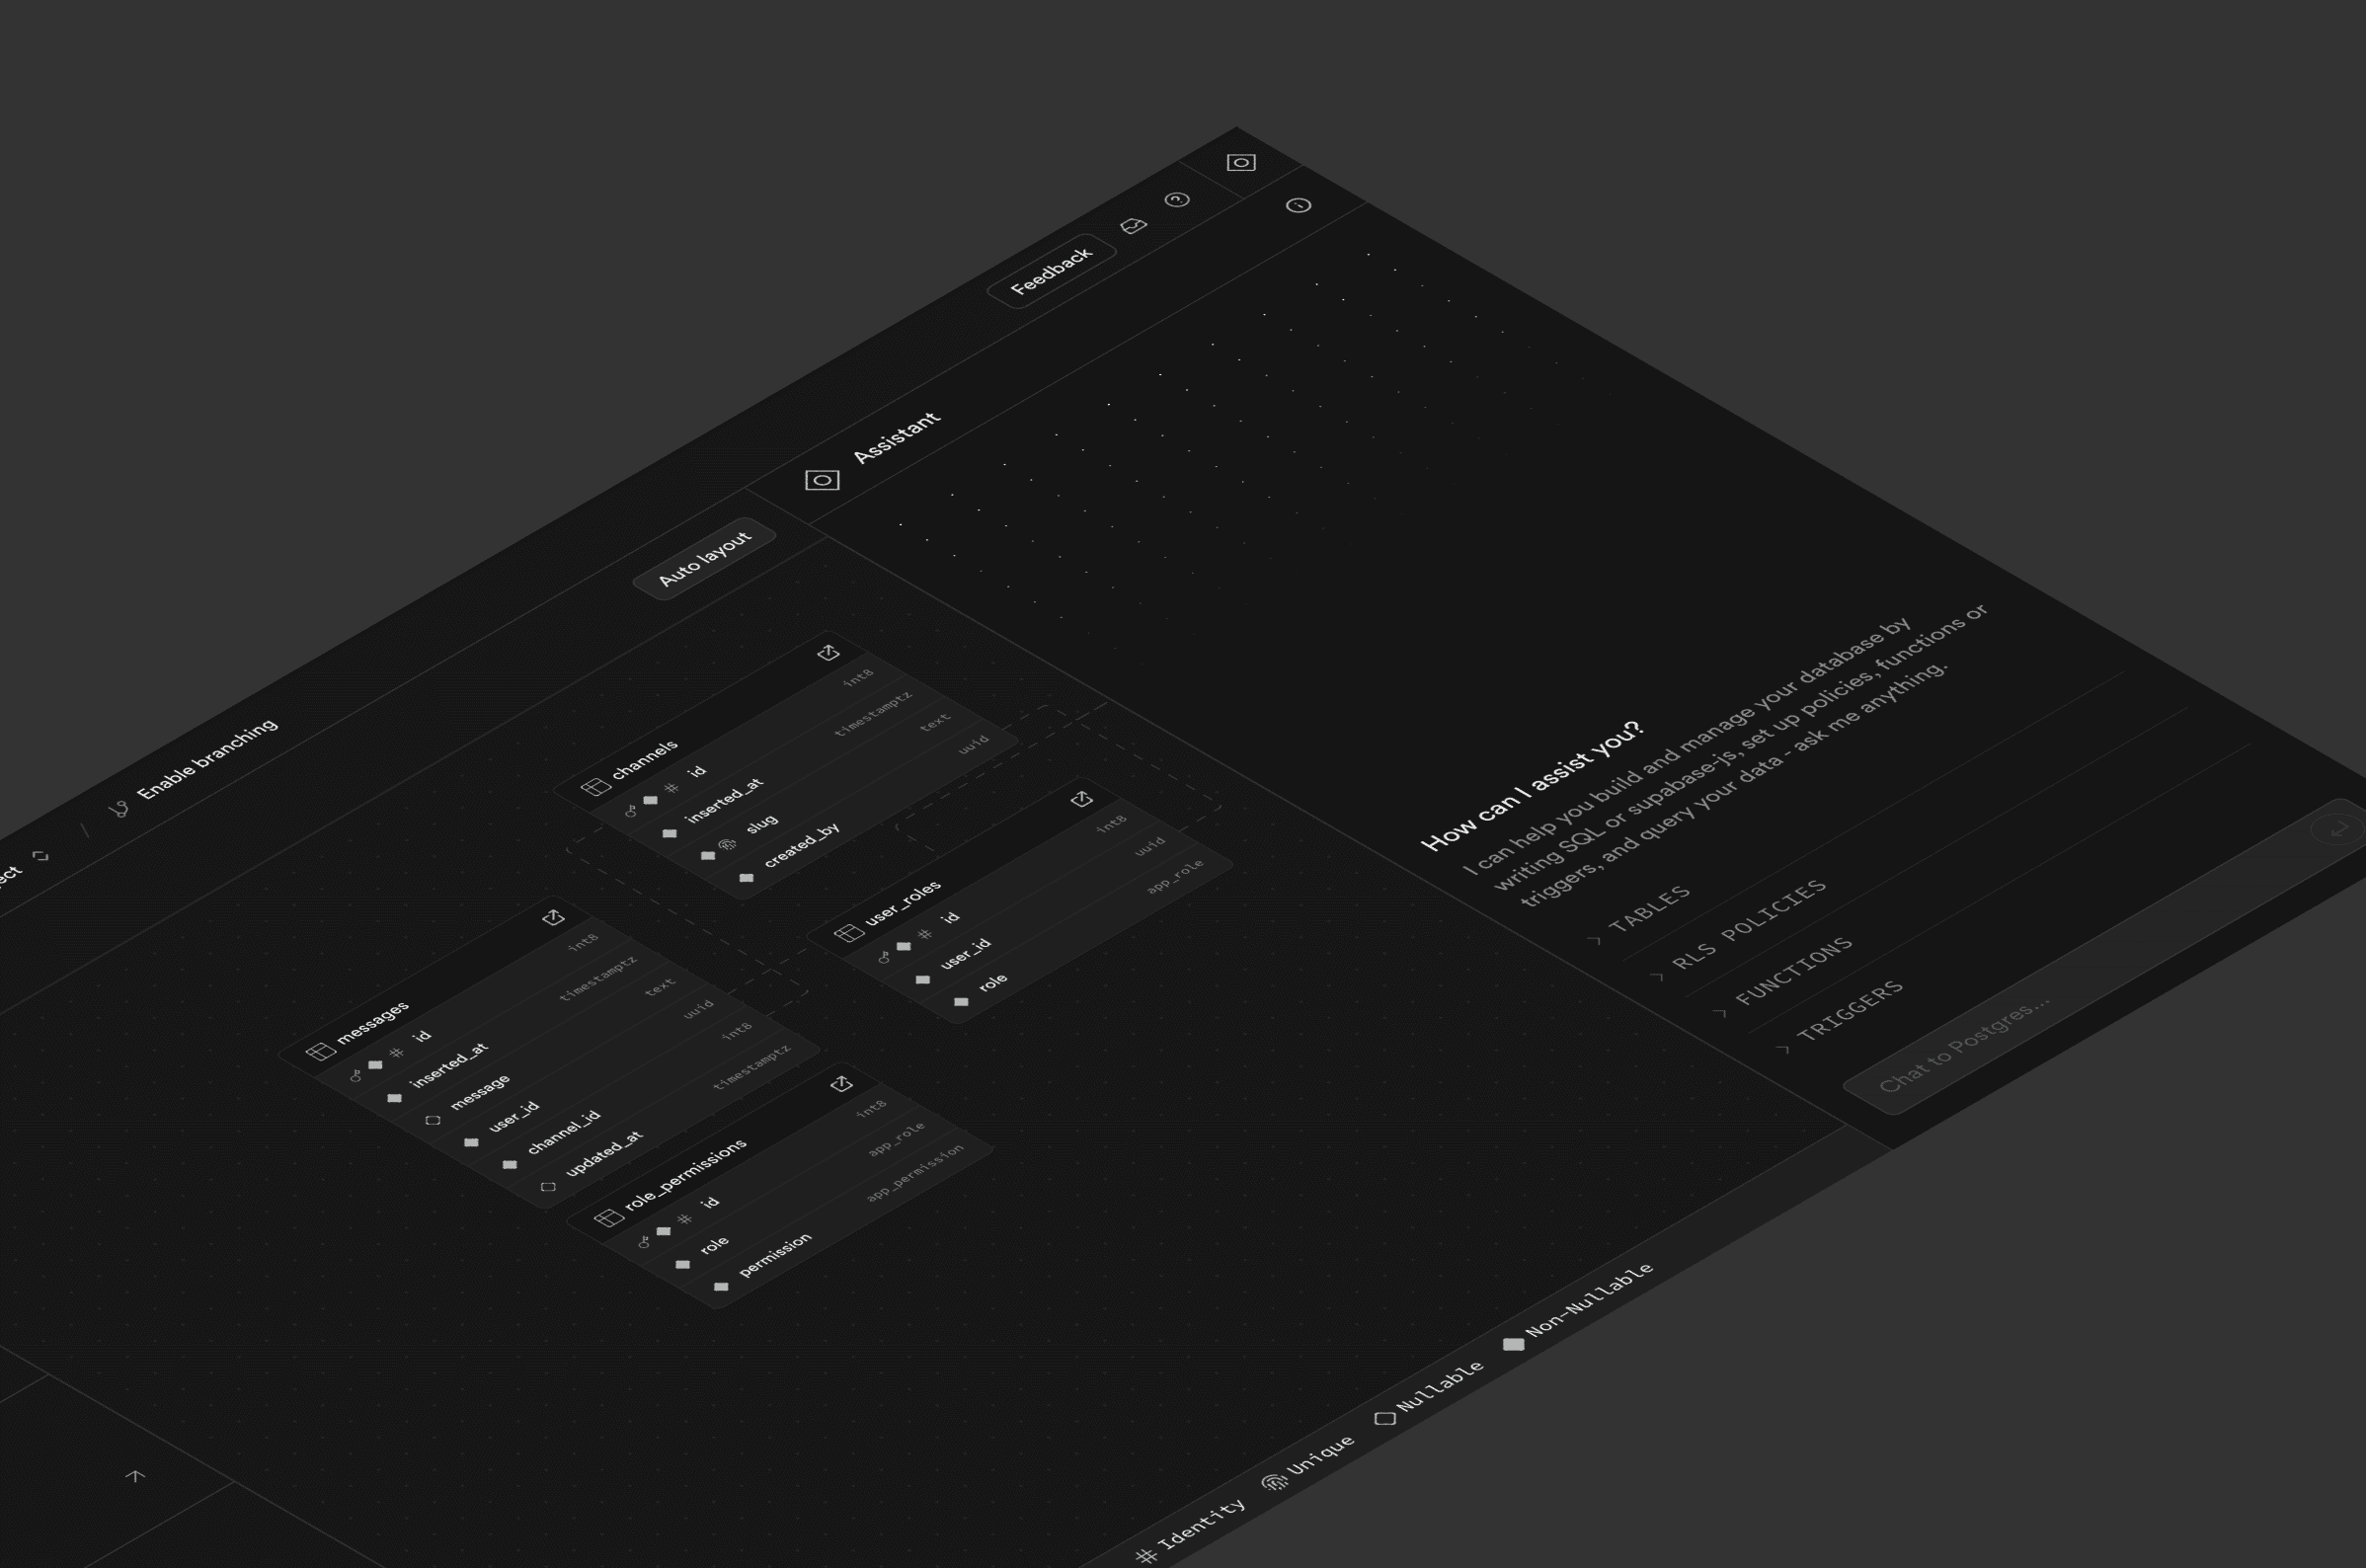 ect
/
Enable branching
Feedback
Auto layout
Assistant
channels
# id int8
inserted_at timestamptz
slug text
created_by uuid
user_roles
# id int8
user_id uuid
role app_role
messages
# id int8
inserted_at timestamptz
message text
user_id uuid
channel_id int8
updated_at timestamptz
role_permissions
# id int8
role app_role
permission app_permission
How can I assist you?
I can help you build and manage your database by
writing SQL or supabase-js, set up policies, functions or
triggers, and query your data - ask me anything.
TABLES
RLS POLICIES
FUNCTIONS
TRIGGERS
Chat to Postgres...
# Identity
Unique
Nullable
Non-Nullable